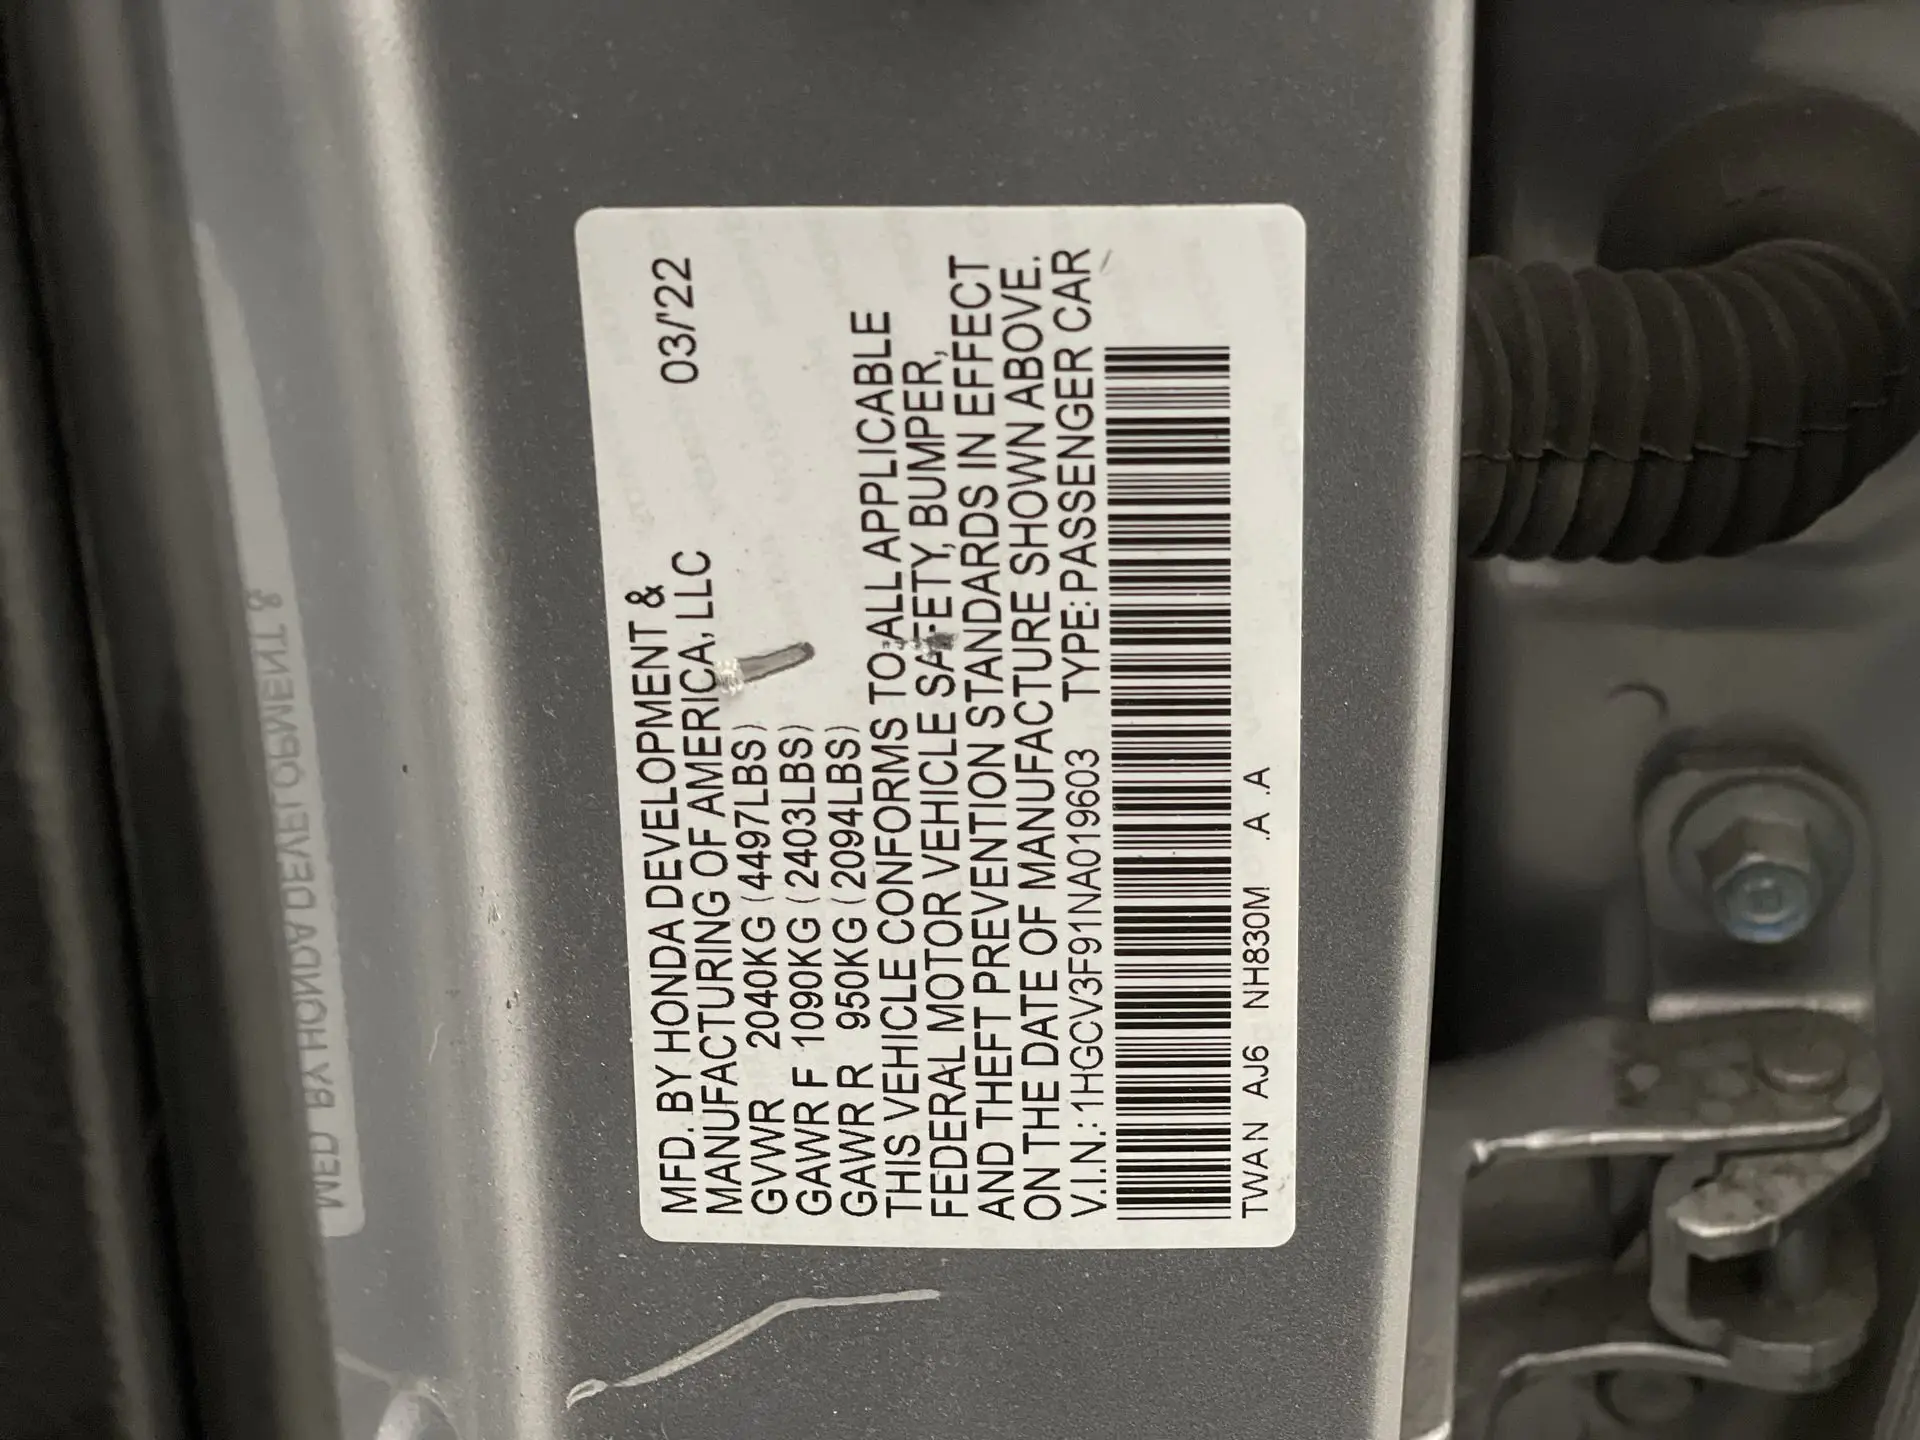 MFD. BY HONDA DEVELOPMENT &
MANUFACTURING OF AMERICA, LLC 03/'22
GVWR 2040KG (4497LBS)
GAWR F 1090KG (2403LBS)
GAWR R 950KG (2094LBS)
THIS VEHICLE CONFORMS TO ALL APPLICABLE
FEDERAL MOTOR VEHICLE SAFETY, BUMPER,
AND THEFT PREVENTION STANDARDS IN EFFECT
ON THE DATE OF MANUFACTURE SHOWN ABOVE.
V.I.N.: 1HGCV3F91NA019603 TYPE: PASSENGER CAR
TWAN AJ6 NH830M .A .A
MFD. BY HONDA DEVELOPMENT &